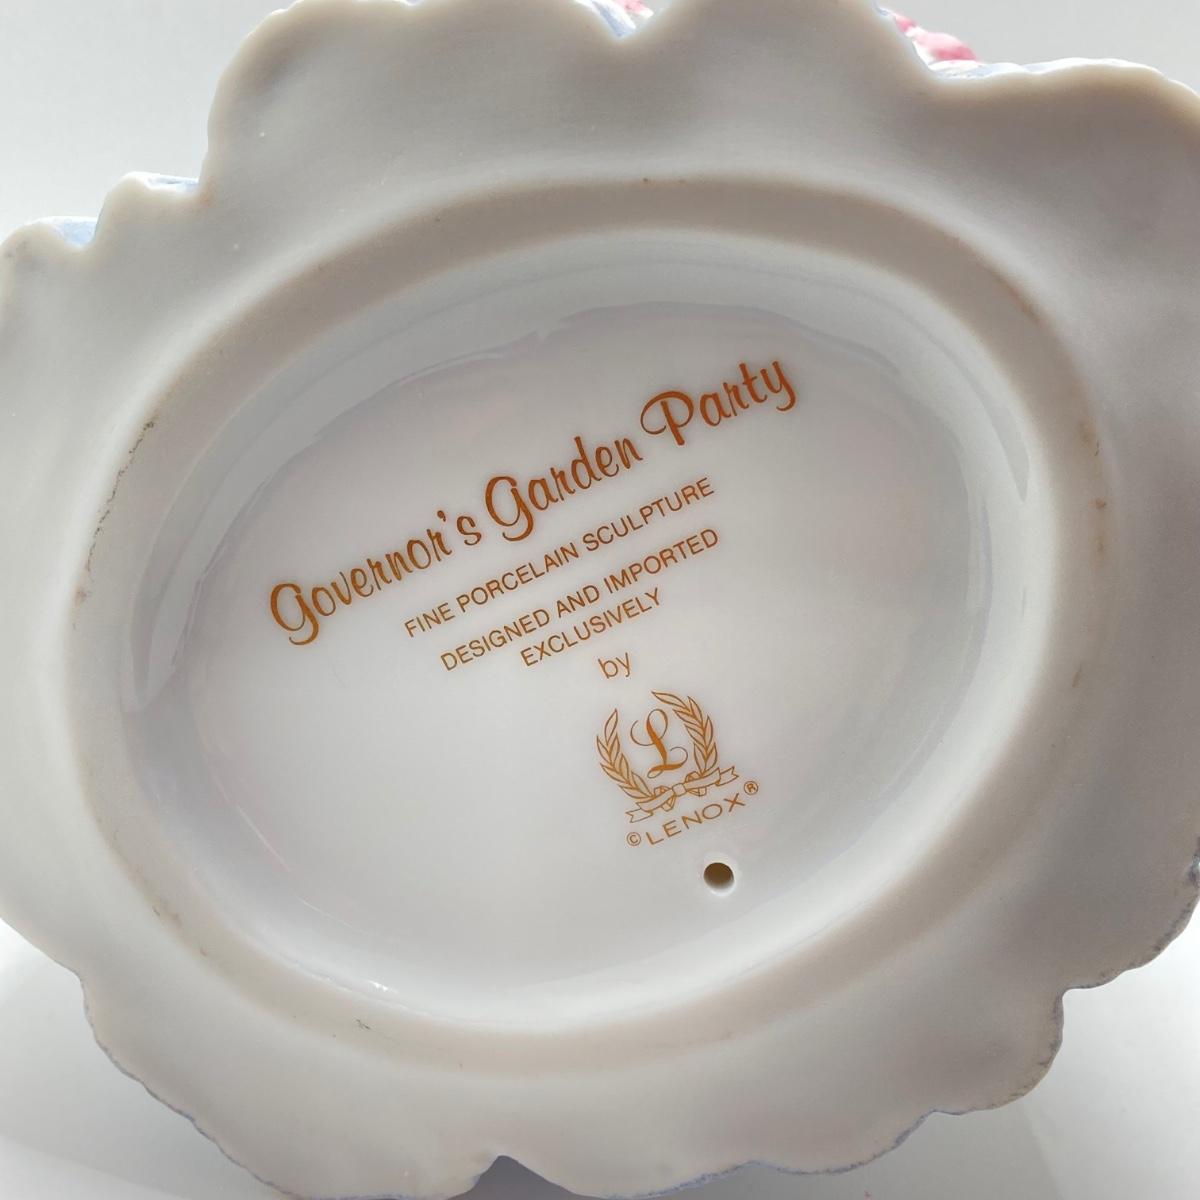 Governor's Garden Party
FINE PORCELAIN SCULPTURE
DESIGNED AND IMPORTED
EXCLUSIVELY
by
L
©LENOX®